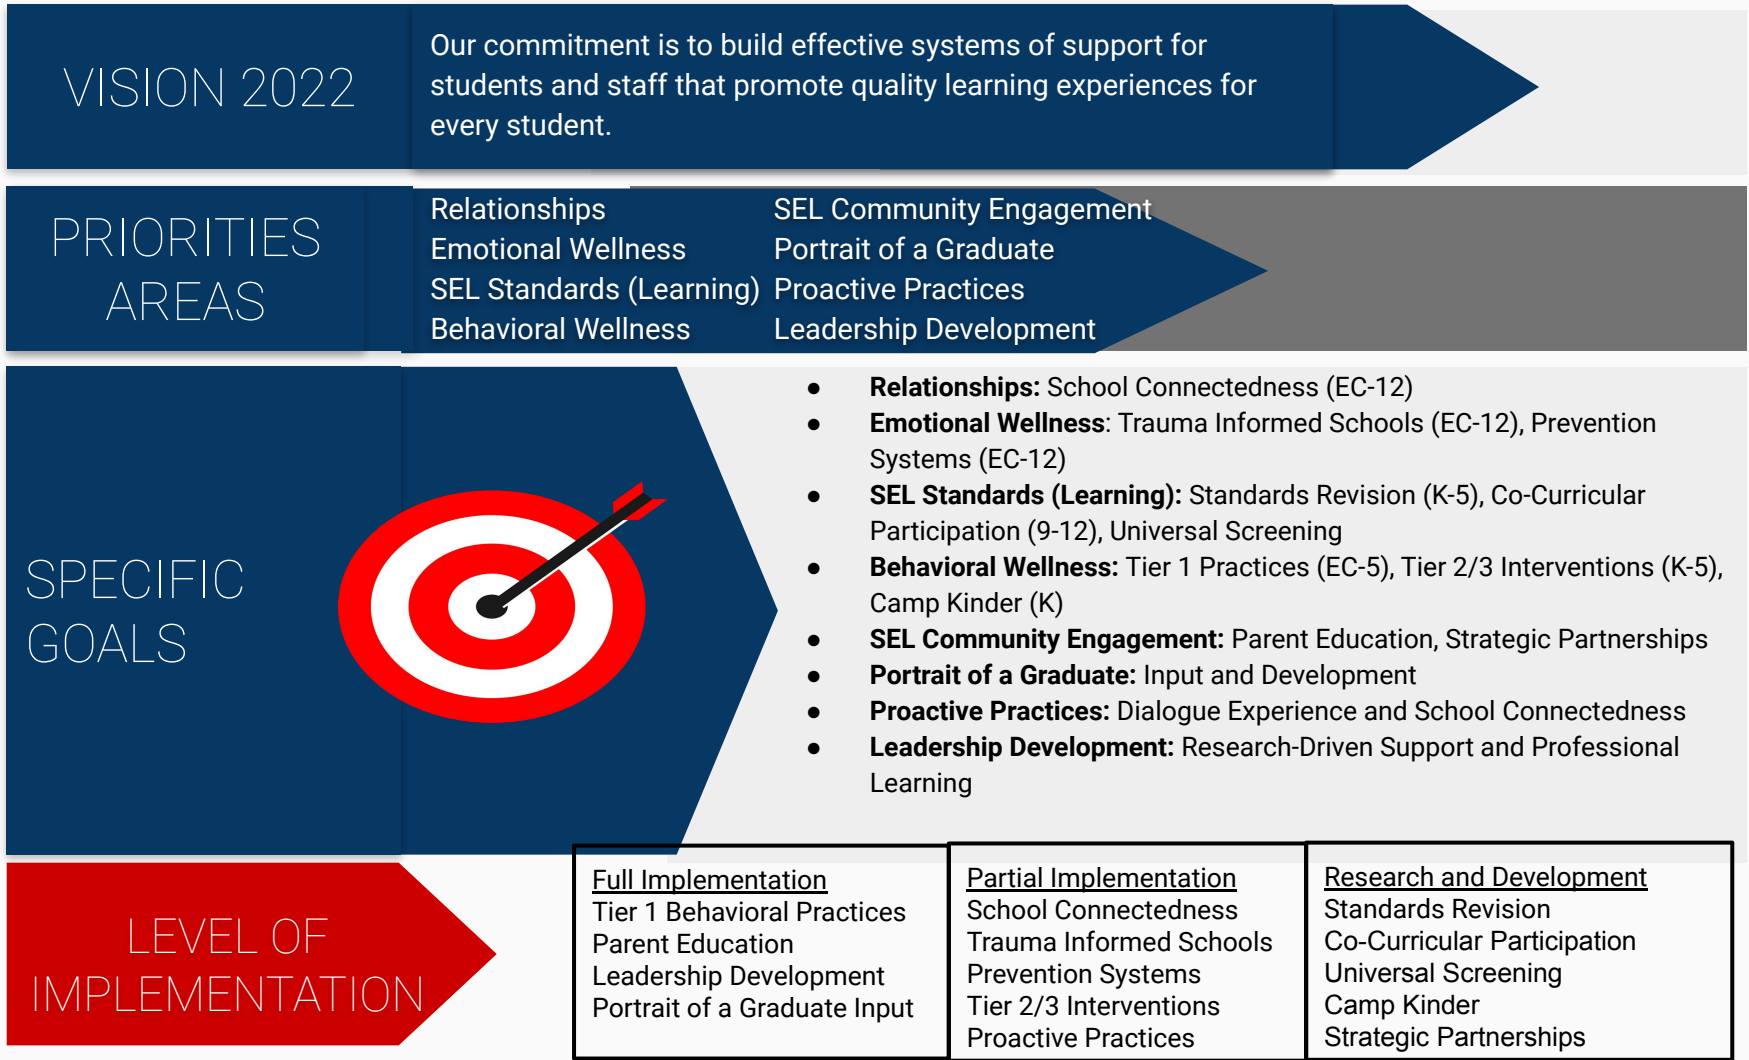 VISION 2022
Our commitment is to build effective systems of support for
students and staff that promote quality learning experiences for
every student.
PRIORITIES
AREAS
Relationships
Emotional Wellness
SEL Standards (Learning)
Behavioral Wellness
SEL Community Engagement
Portrait of a Graduate
Proactive Practices
Leadership Development
SPECIFIC
GOALS
● Relationships: School Connectedness (EC-12)
● Emotional Wellness: Trauma Informed Schools (EC-12), Prevention
Systems (EC-12)
● SEL Standards (Learning): Standards Revision (K-5), Co-Curricular
Participation (9-12), Universal Screening
● Behavioral Wellness: Tier 1 Practices (EC-5), Tier 2/3 Interventions (K-5),
Camp Kinder (K)
● SEL Community Engagement: Parent Education, Strategic Partnerships
● Portrait of a Graduate: Input and Development
● Proactive Practices: Dialogue Experience and School Connectedness
● Leadership Development: Research-Driven Support and Professional
Learning
LEVEL OF
IMPLEMENTATION
Full Implementation
Tier 1 Behavioral Practices
Parent Education
Leadership Development
Portrait of a Graduate Input
Partial Implementation
School Connectedness
Trauma Informed Schools
Prevention Systems
Tier 2/3 Interventions
Proactive Practices
Research and Development
Standards Revision
Co-Curricular Participation
Universal Screening
Camp Kinder
Strategic Partnerships